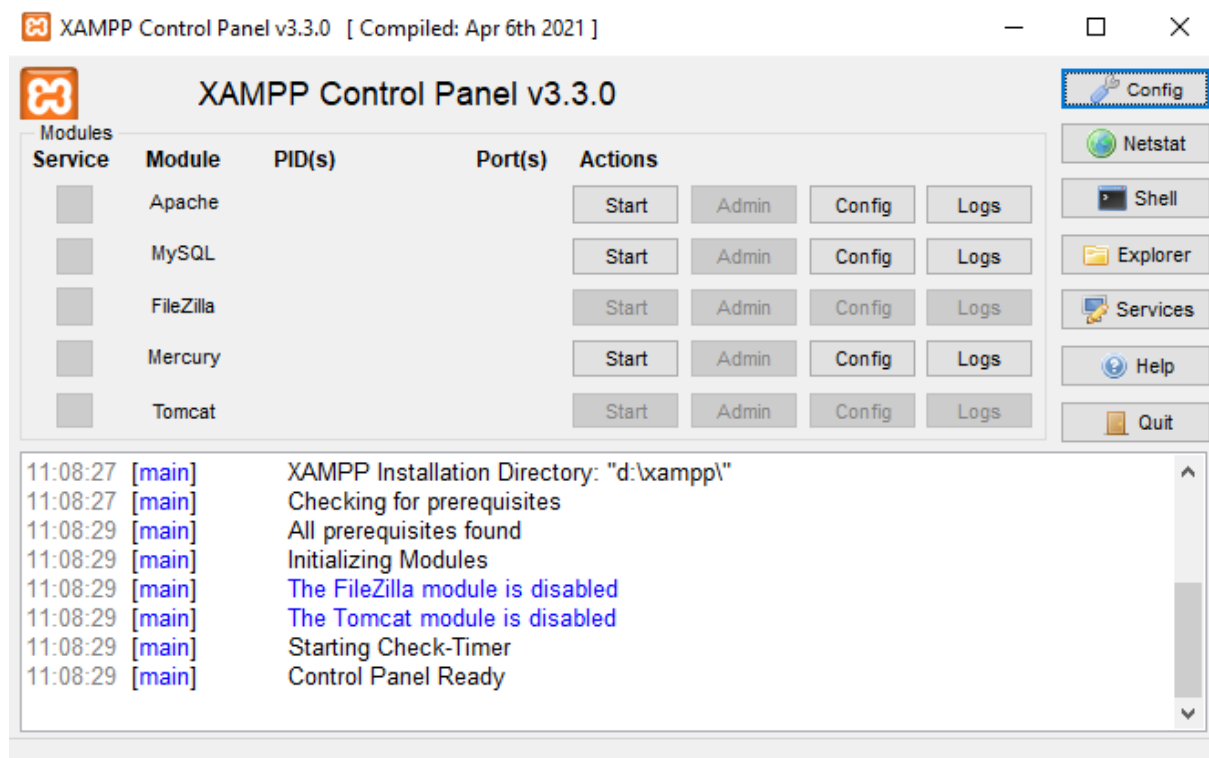 XAMPP Control Panel v3.3.0 [ Compiled: Apr 6th 2021 ]
XAMPP Control Panel v3.3.0
Config
Modules
Netstat
Service Module PID(s) Port(s) Actions
Apache Start Admin Config Logs
Shell
MySQL Start Admin Config Logs
Explorer
FileZilla Start Admin Config Logs
Services
Mercury Start Admin Config Logs
Help
Tomcat Start Admin Config Logs
Quit
11:08:27 [main] XAMPP Installation Directory: "d:\xampp\"
11:08:27 [main] Checking for prerequisites
11:08:29 [main] All prerequisites found
11:08:29 [main] Initializing Modules
11:08:29 [main] The FileZilla module is disabled
11:08:29 [main] The Tomcat module is disabled
11:08:29 [main] Starting Check-Timer
11:08:29 [main] Control Panel Ready